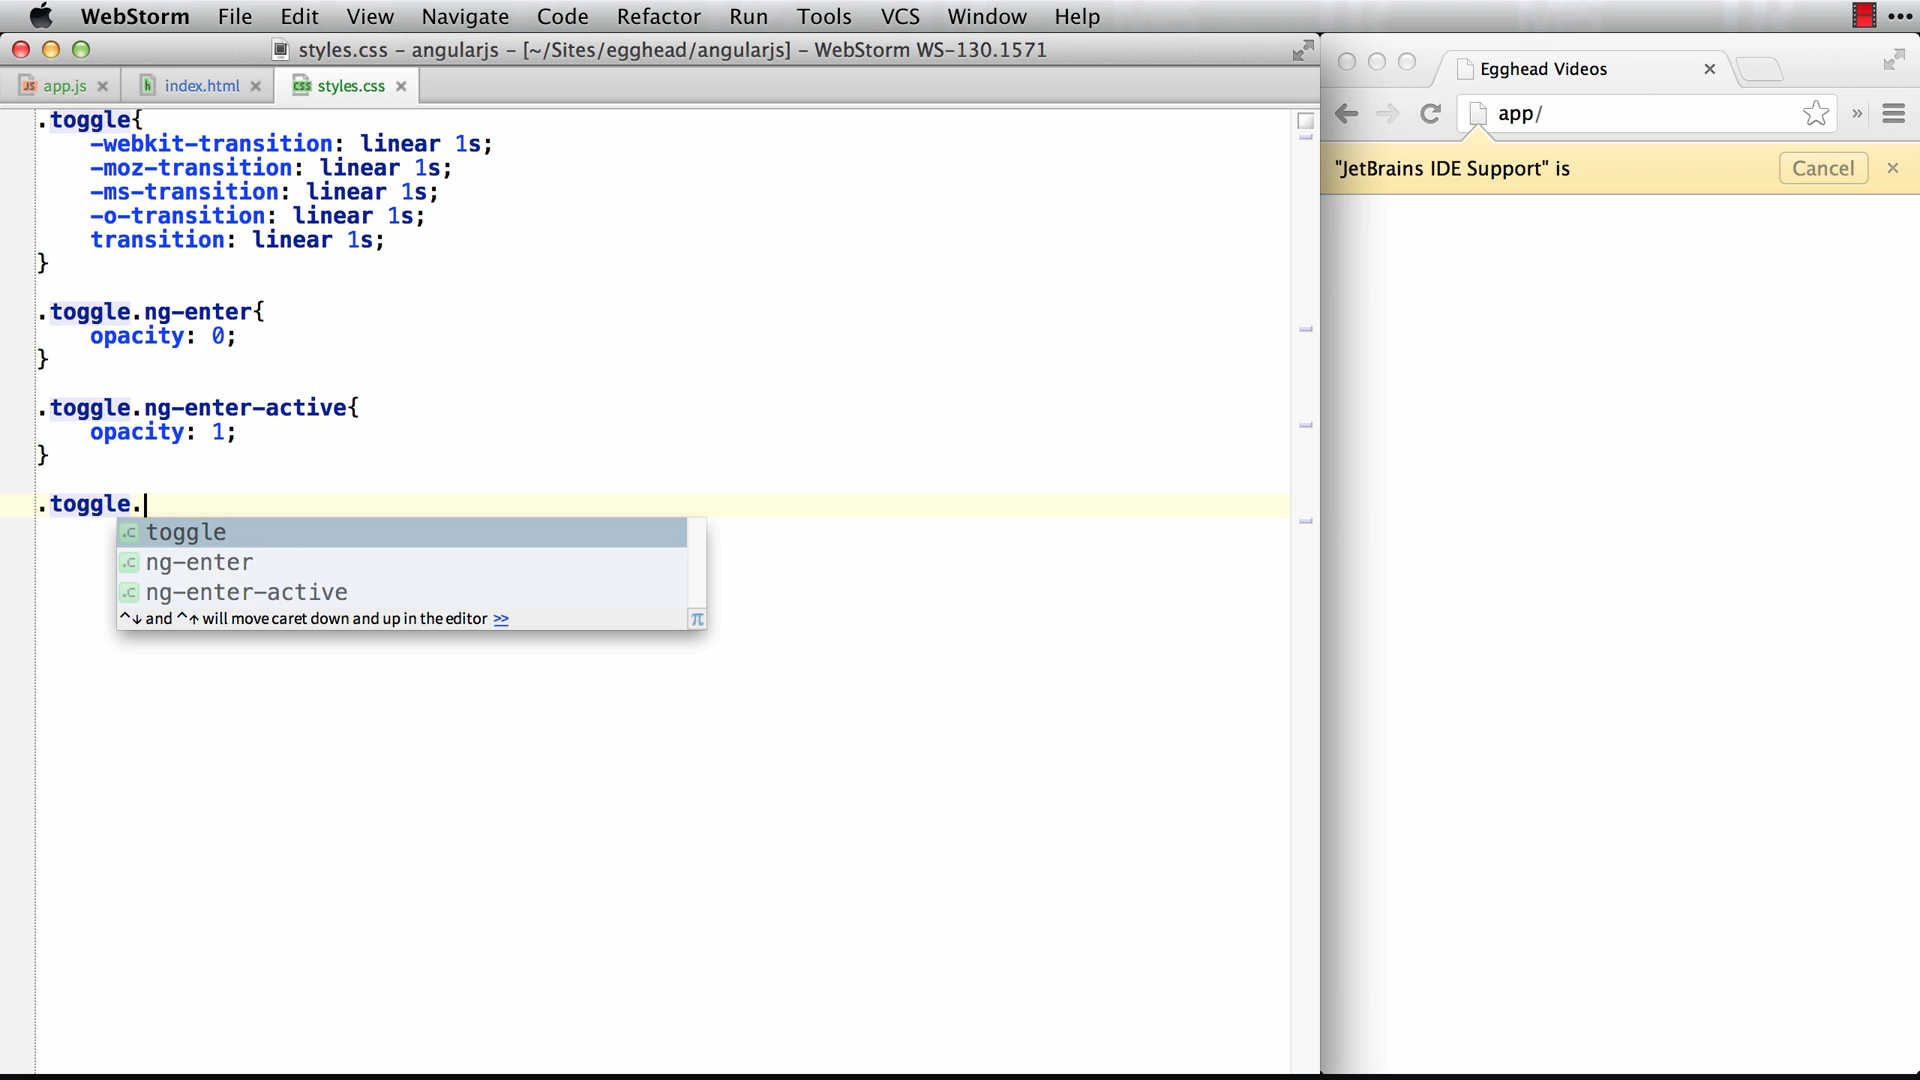 WebStorm File Edit View Navigate Code Refactor Run Tools VCS Window Help
styles.css – angularjs – [~/Sites/egghead/angularjs] – WebStorm WS-130.1571
app.js index.html styles.css
.toggle{
-webkit-transition: linear 1s;
-moz-transition: linear 1s;
-ms-transition: linear 1s;
-o-transition: linear 1s;
transition: linear 1s;
}
.toggle.ng-enter{
opacity: 0;
}
.toggle.ng-enter-active{
opacity: 1;
}
.toggle.
toggle
ng-enter
ng-enter-active
^↓ and ^↑ will move caret down and up in the editor >>
π
Egghead Videos
app/
"JetBrains IDE Support" is
Cancel